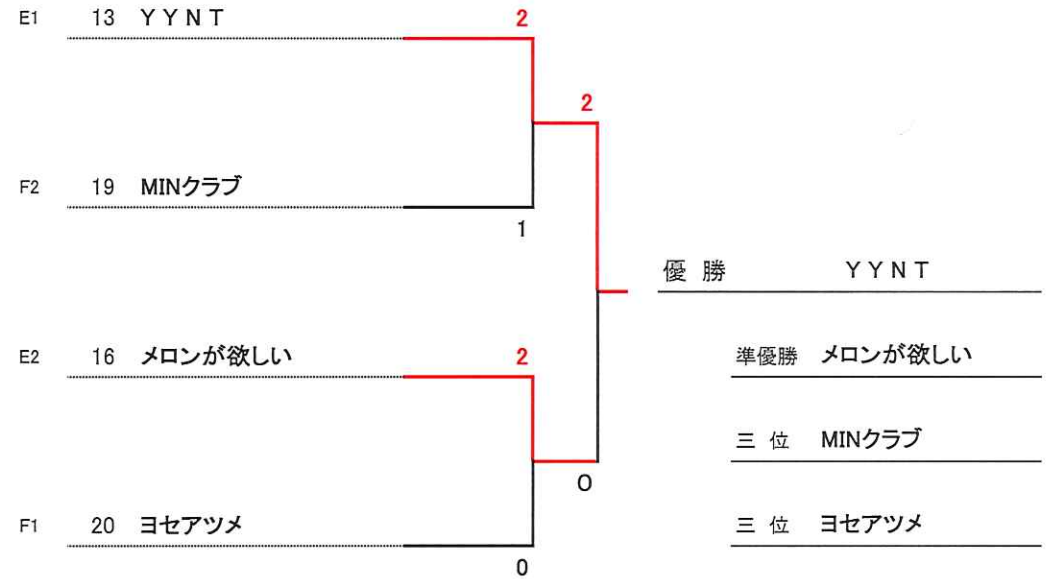 E1 13 YYNT 2
2
F2 19 MINクラブ
1
優 勝 YYNT
E2 16 メロンが欲しい 2
準優勝 メロンが欲しい
三 位 MINクラブ
0
F1 20 ヨセアツメ
三 位 ヨセアツメ
0